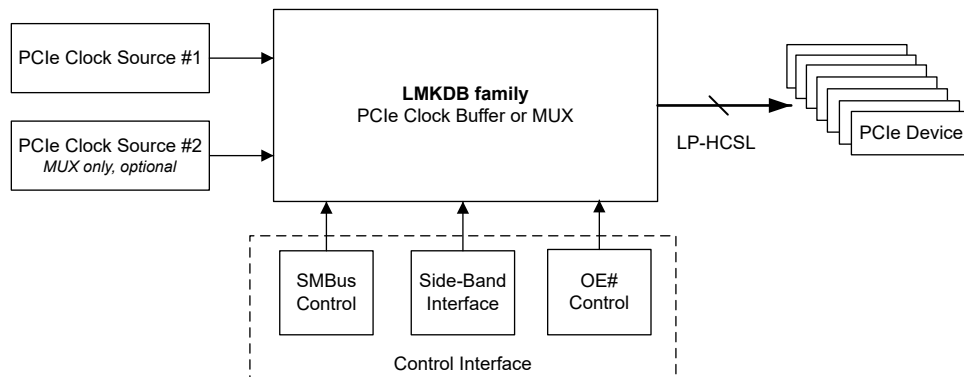 PCIe Clock Source #1
PCIe Clock Source #2
MUX only, optional
LMKDB family
PCIe Clock Buffer or MUX
LP-HCSL
PCIe Device
SMBus
Control
Side-Band
Interface
OE#
Control
Control Interface